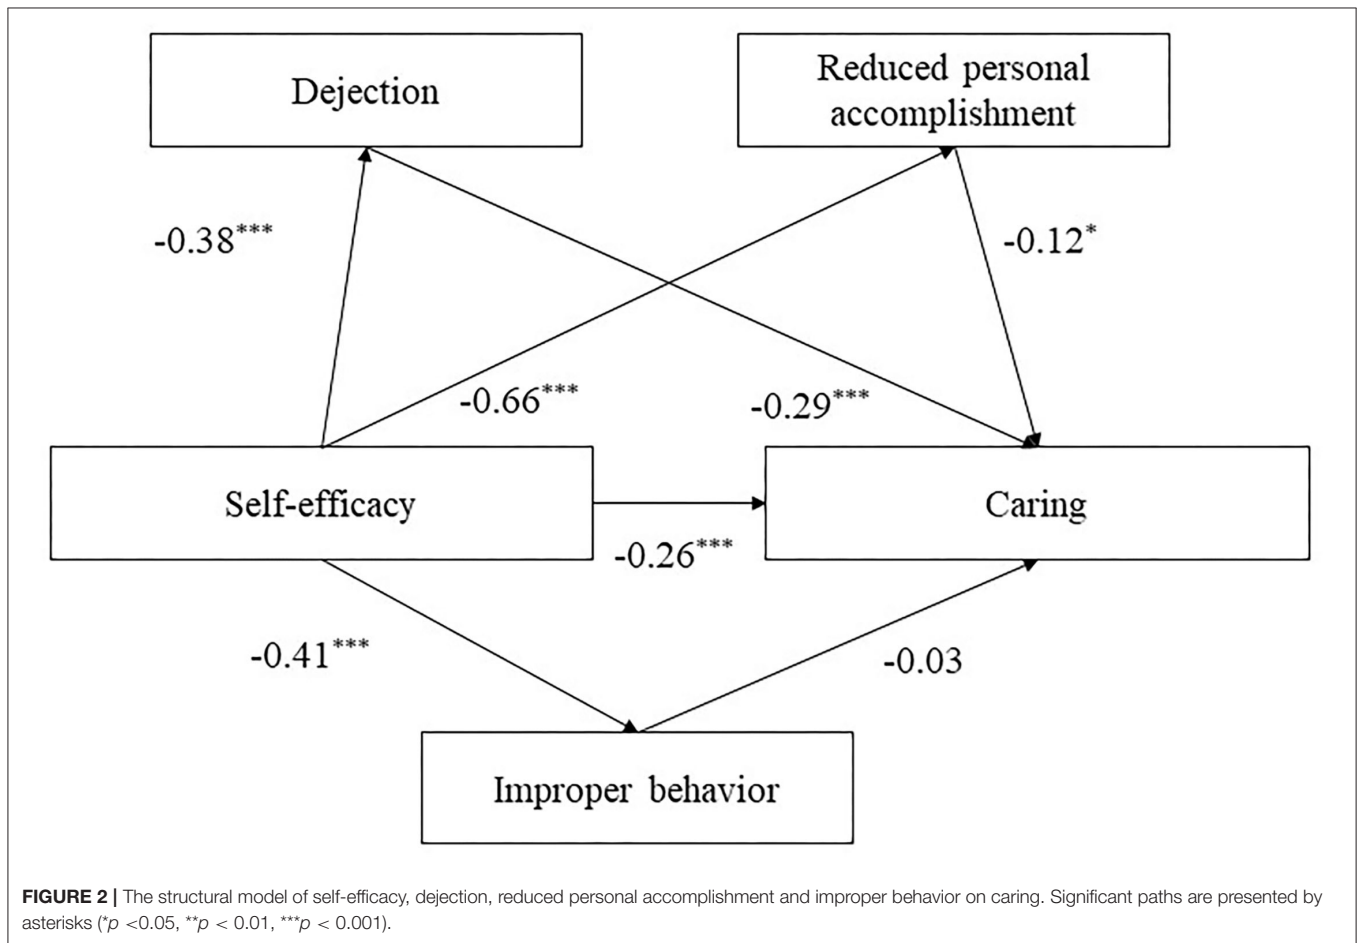 Dejection
Reduced personal
accomplishment
-0.38***
-0.12*
-0.66***
-0.29***
Self-efficacy
Caring
-0.26***
-0.41***
-0.03
Improper behavior
FIGURE 2 | The structural model of self-efficacy, dejection, reduced personal accomplishment and improper behavior on caring. Significant paths are presented by
asterisks (*p <0.05, **p < 0.01, ***p < 0.001).